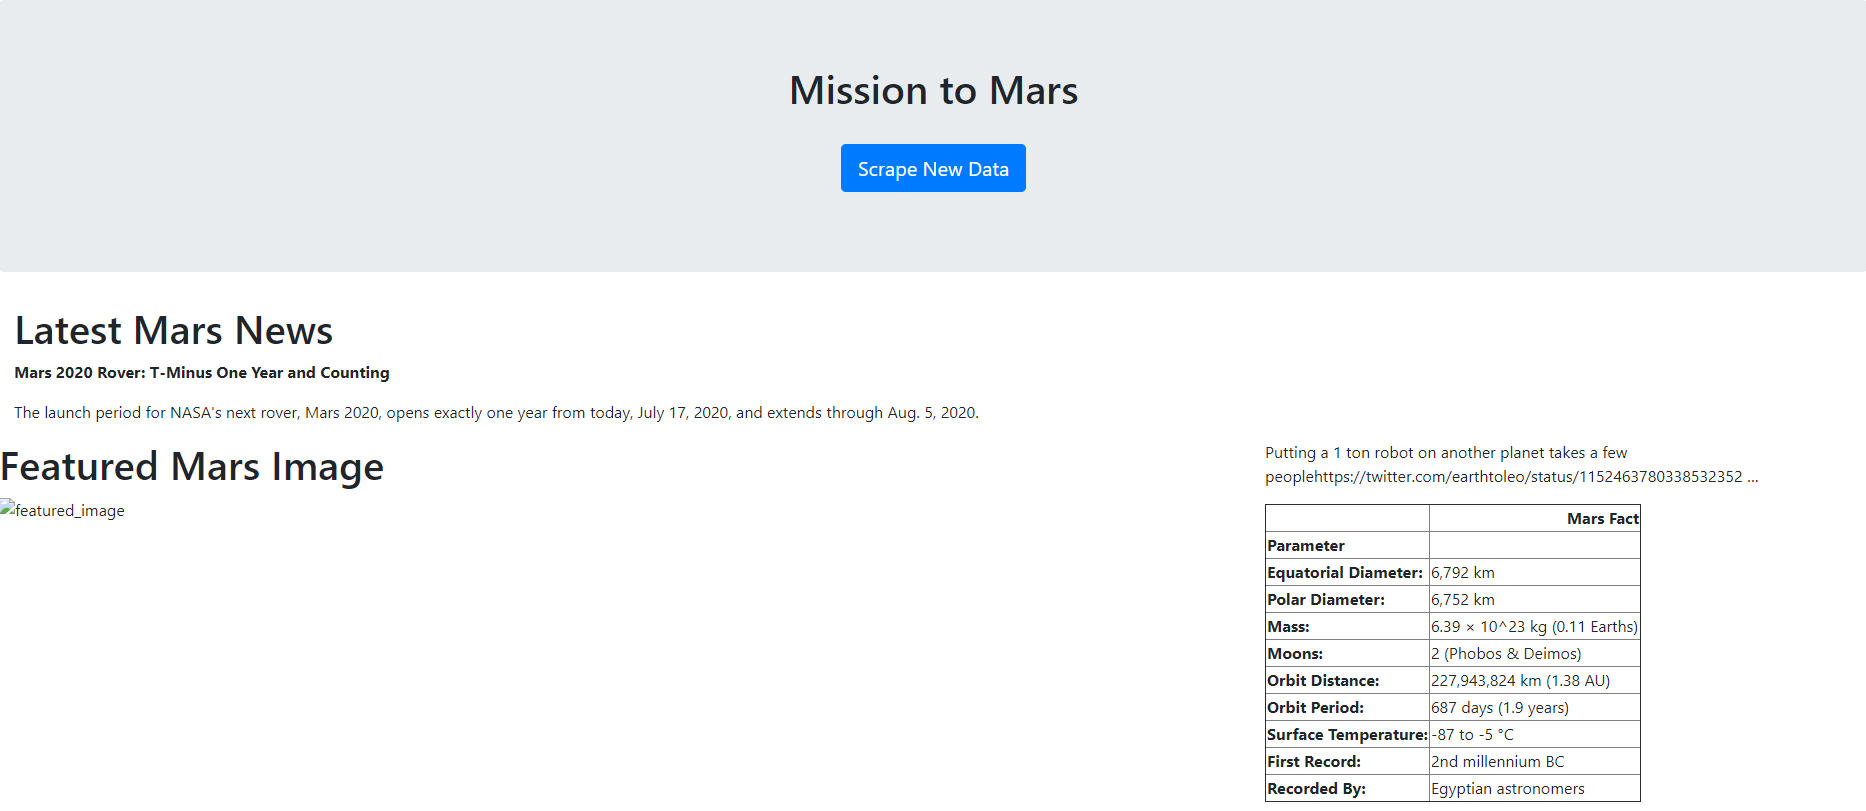 Mission to Mars
Scrape New Data
Latest Mars News
Mars 2020 Rover: T-Minus One Year and Counting
The launch period for NASA's next rover, Mars 2020, opens exactly one year from today, July 17, 2020, and extends through Aug. 5, 2020.
Featured Mars Image
featured_image
Putting a 1 ton robot on another planet takes a few
peoplehttps://twitter.com/earthtoleo/status/1152463780338532352 ...
Mars Fact
Parameter
Equatorial Diameter: 6,792 km
Polar Diameter: 6,752 km
Mass: 6.39 × 10^23 kg (0.11 Earths)
Moons: 2 (Phobos & Deimos)
Orbit Distance: 227,943,824 km (1.38 AU)
Orbit Period: 687 days (1.9 years)
Surface Temperature: -87 to -5 °C
First Record: 2nd millennium BC
Recorded By: Egyptian astronomers